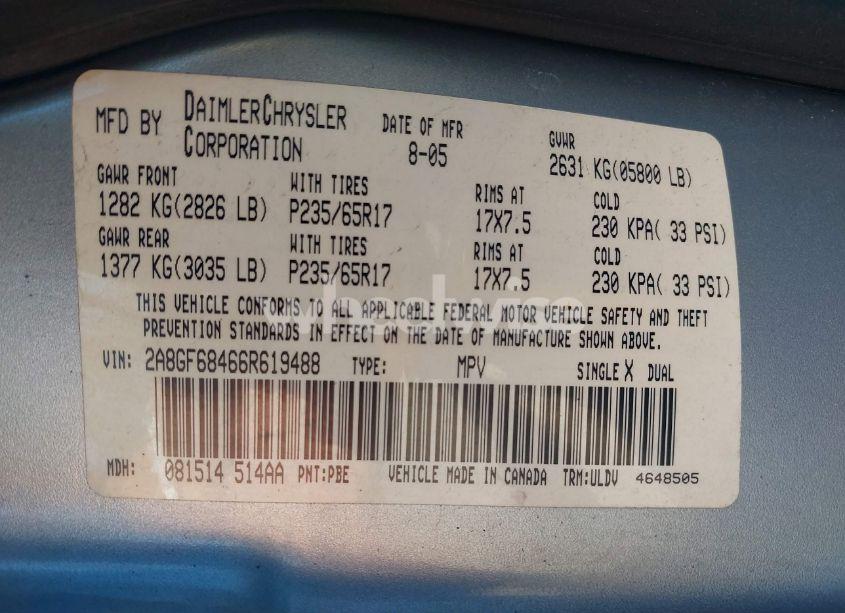 MFD BY DAIMLERCHRYSLER CORPORATION DATE OF MFR 8-05 GVWR 2631 KG(05800 LB)
GAWR FRONT WITH TIRES RIMS AT COLD
1282 KG(2826 LB) P235/65R17 17X7.5 230 KPA( 33 PSI)
GAWR REAR WITH TIRES RIMS AT COLD
1377 KG(3035 LB) P235/65R17 17X7.5 230 KPA( 33 PSI)
THIS VEHICLE CONFORMS TO ALL APPLICABLE FEDERAL MOTOR VEHICLE SAFETY AND THEFT
PREVENTION STANDARDS IN EFFECT ON THE DATE OF MANUFACTURE SHOWN ABOVE.
VIN: 2A8GF68466R619488 TYPE: MPV SINGLE X DUAL
MDH: 081514 514AA PNT:PBE VEHICLE MADE IN CANADA TRM:ULDV 4648505